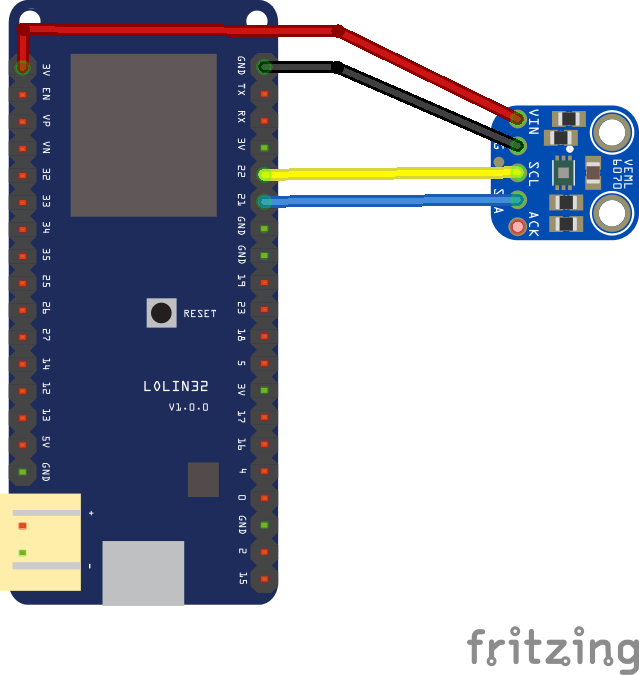 3V
EN
VP
VN
32
33
34
35
25
26
27
14
12
13
5V
GND
GND
TX
RX
3V
22
21
GND
GND
19
23
18
5
3V
17
16
4
0
GND
2
15
RESET
LOLIN32
V1.0.0
+
-
VIN
G
SCL
S A
ACK
VEML
6070
fritzing